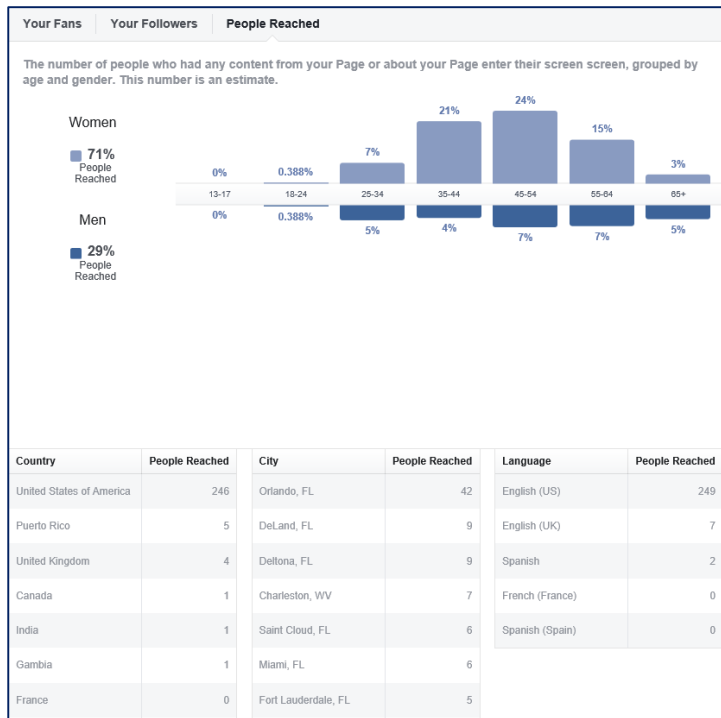 Your Fans Your Followers People Reached
The number of people who had any content from your Page or about your Page enter their screen screen, grouped by
age and gender. This number is an estimate.
Women
71%
People
Reached
0% 0.388% 7% 21% 24% 15% 3%
13-17 18-24 25-34 35-44 45-54 55-64 65+
Men
29%
People
Reached
0% 0.388% 5% 4% 7% 7% 5%
Country People Reached City People Reached Language People Reached
United States of America 246 Orlando, FL 42 English (US) 249
Puerto Rico 5 DeLand, FL 9 English (UK) 7
United Kingdom 4 Deltona, FL 9 Spanish 2
Canada 1 Charleston, WV 7 French (France) 0
India 1 Saint Cloud, FL 6 Spanish (Spain) 0
Gambia 1 Miami, FL 6
France 0 Fort Lauderdale, FL 5